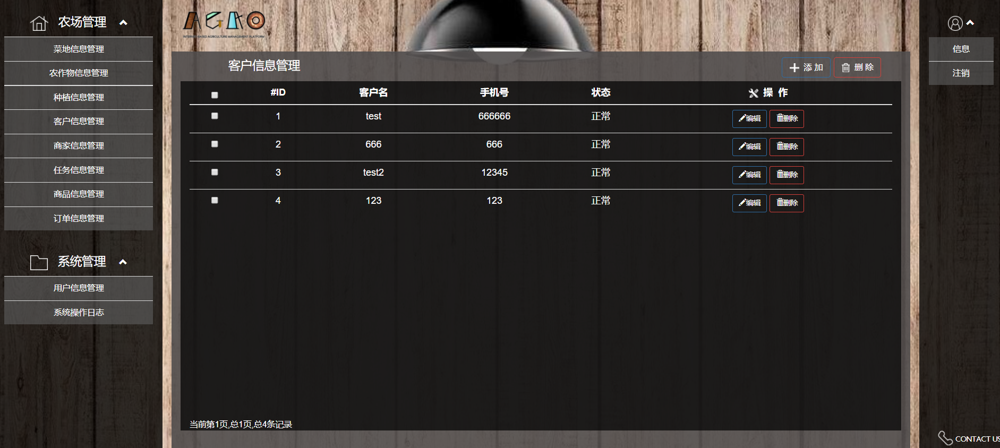 农场管理
菜地信息管理
农作物信息管理
种植信息管理
客户信息管理
商家信息管理
任务信息管理
商品信息管理
订单信息管理
系统管理
用户信息管理
系统操作日志
AGAO
INTERNET-BASED AGRICULTURE MANAGEMENT PLATFORM
客户信息管理
添加 删除
#ID 客户名 手机号 状态 操 作
1 test 666666 正常 编辑 删除
2 666 666 正常 编辑 删除
3 test2 12345 正常 编辑 删除
4 123 123 正常 编辑 删除
当前第1页,总1页,总4条记录
信息
注销
CONTACT US